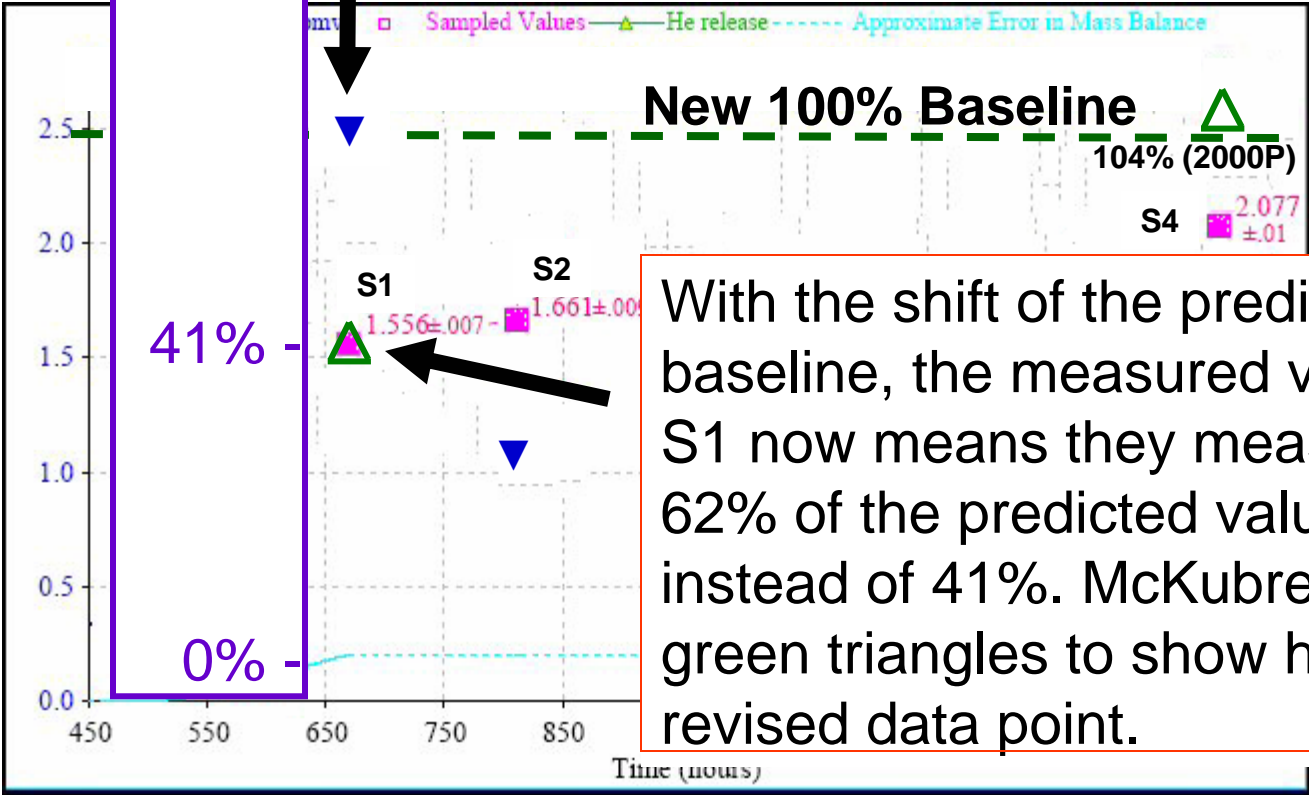 Sampled Values He release Approximate Error in Mass Balance
New 100% Baseline
2.5
104% (2000P)
S4 2.077
±.01
2.0
S1 S2
1.556±.007 1.661±.009
With the shift of the
baseline, the measured
41%
1.5
S1 now means they
1.0
62% of the predicted
instead of 41%. McKubre
0.5
green triangles to show
0%
revised data point.
0.0
450 550 650 750 850
Time (hours)